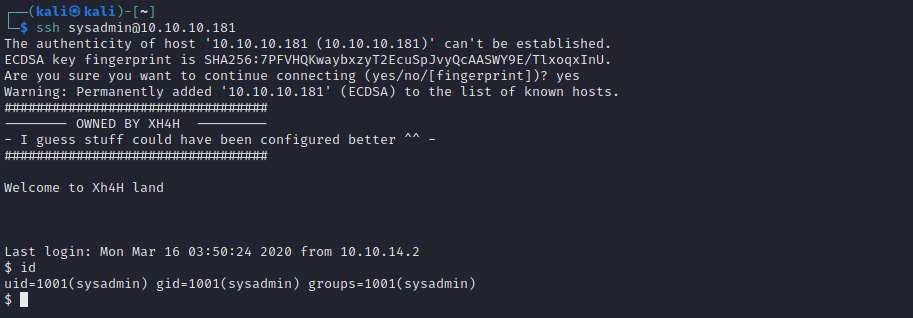 ┌──(kali㉿kali)-[~]
└─$ ssh sysadmin@10.10.10.181
The authenticity of host '10.10.10.181 (10.10.10.181)' can't be established.
ECDSA key fingerprint is SHA256:7PFVHQKwaybxzyT2EcuSpJvyQcAASWY9E/TlxoqxInU.
Are you sure you want to continue connecting (yes/no/[fingerprint])? yes
Warning: Permanently added '10.10.10.181' (ECDSA) to the list of known hosts.
#################################
-------- OWNED BY XH4H  ---------
- I guess stuff could have been configured better ^^ -
#################################
Welcome to Xh4H land
Last login: Mon Mar 16 03:50:24 2020 from 10.10.14.2
$ id
uid=1001(sysadmin) gid=1001(sysadmin) groups=1001(sysadmin)
$